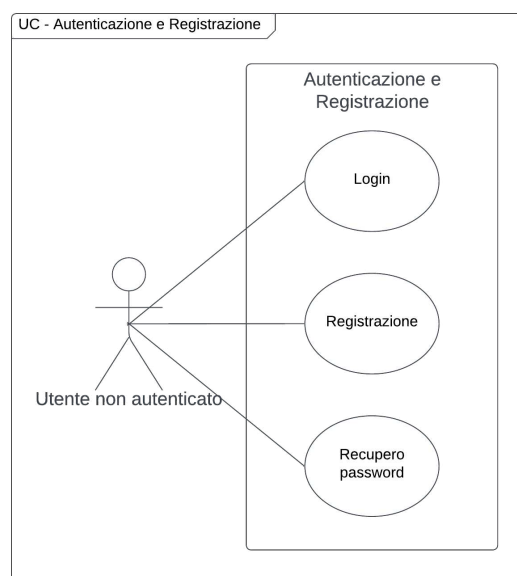 UC - Autenticazione e Registrazione
Autenticazione e
Registrazione
Login
Registrazione
Utente non autenticato
Recupero
password